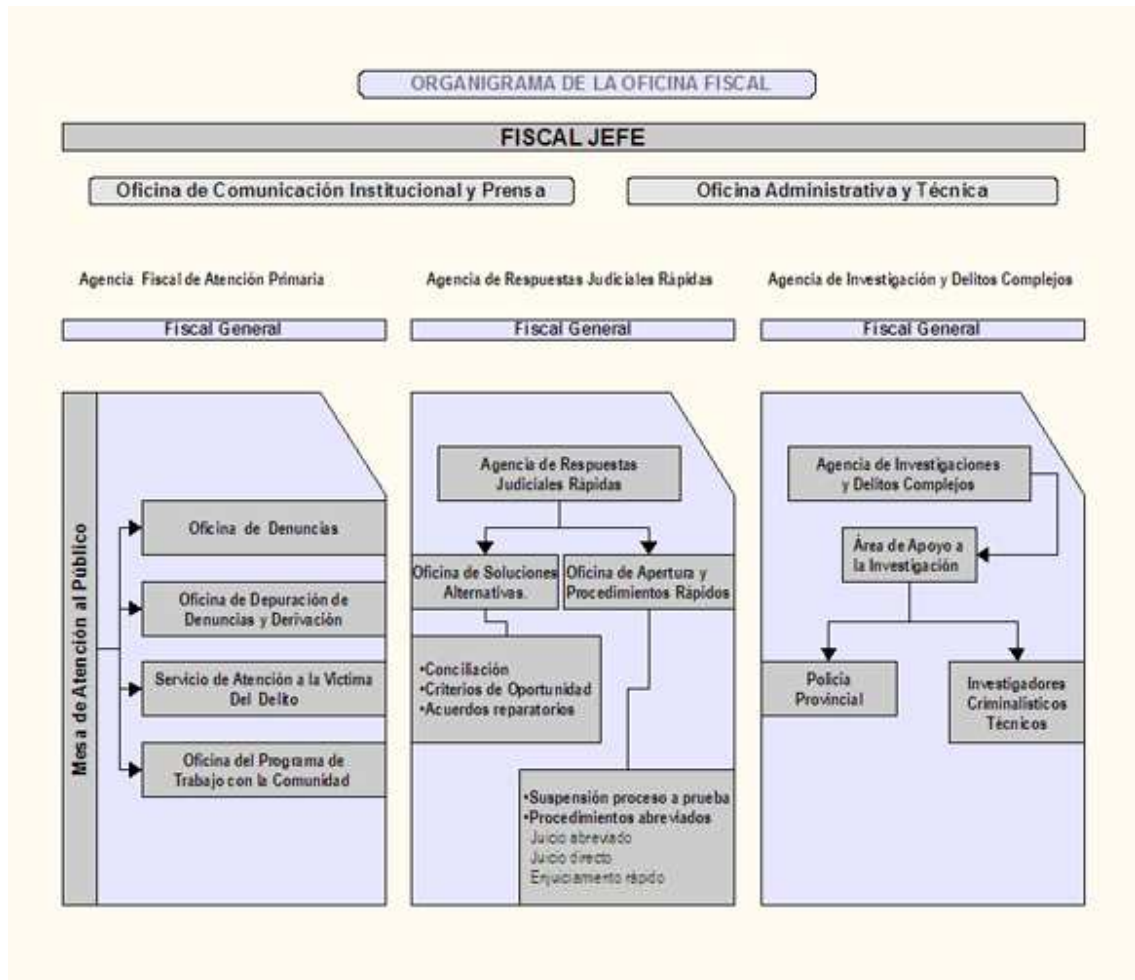 ORGANIGRAMA DE LA OFICINA FISCAL
FISCAL JEFE
Oficina de Comunicación Institucional y Prensa
Oficina Administrativa y Técnica
Agencia Fiscal de Atención Primaria
Fiscal General
Mesa de Atención al Público
Oficina de Denuncias
Oficina de Depuración de
Denuncias y Derivación
Servicio de Atención a la Víctima
Del Delito
Oficina del Programa de
Trabajo con la Comunidad
Agencia de Respuestas Judiciales Rápidas
Fiscal General
Agencia de Respuestas
Judiciales Rápidas
Oficina de Soluciones
Alternativas.
Oficina de Apertura y
Procedimientos Rápidos
•Conciliación
•Criterios de Oportunidad
•Acuerdos reparatorios
•Suspensión proceso a prueba
•Procedimientos abreviados
Juicio abreviado
Juicio directo
Enjuiciamento rápido
Agencia de Investigación y Delitos Complejos
Fiscal General
Agencia de Investigaciones
y Delitos Complejos
Área de Apoyo a
la Investigación
Policía
Provincial
Investigadores
Criminalísticos
Técnicos